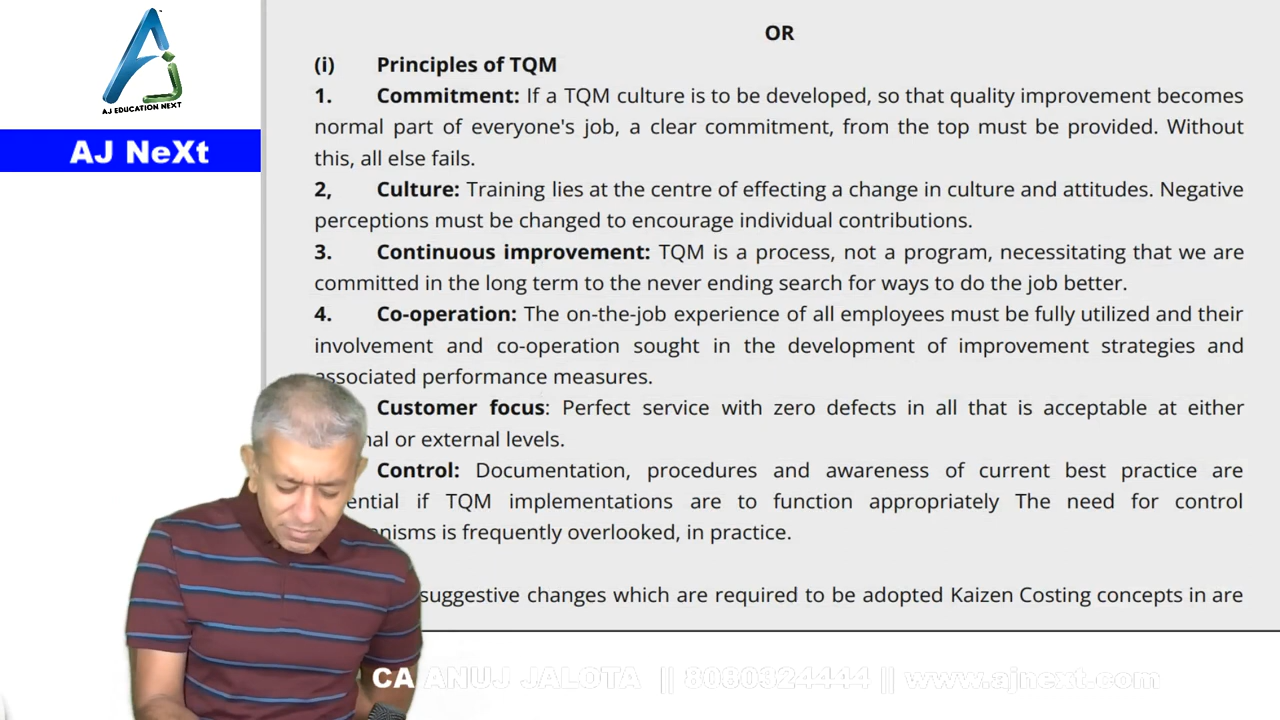 AJ EDUCATION NEXT
AJ NeXt
OR
(i) Principles of TQM
1. Commitment: If a TQM culture is to be developed, so that quality improvement becomes
normal part of everyone's job, a clear commitment, from the top must be provided. Without
this, all else fails.
2, Culture: Training lies at the centre of effecting a change in culture and attitudes. Negative
perceptions must be changed to encourage individual contributions.
3. Continuous improvement: TQM is a process, not a program, necessitating that we are
committed in the long term to the never ending search for ways to do the job better.
4. Co-operation: The on-the-job experience of all employees must be fully utilized and their
involvement and co-operation sought in the development of improvement strategies and
associated performance measures.
Customer focus: Perfect service with zero defects in all that is acceptable at either
or external levels.
Control: Documentation, procedures and awareness of current best practice are
if TQM implementations are to function appropriately The need for control
is frequently overlooked, in practice.
suggestive changes which are required to be adopted Kaizen Costing concepts in are
CA ANUJ JALOTA || 8080324444 || www.ajnext.com